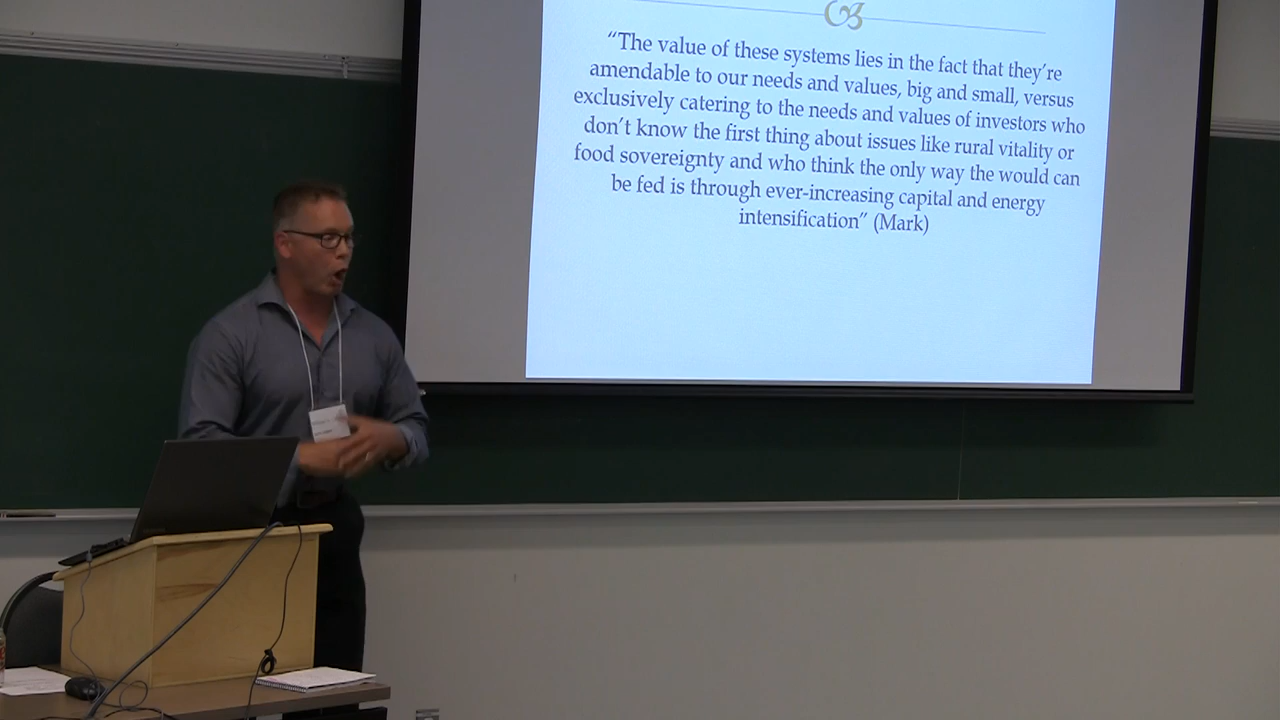 “The value of these systems lies in the fact that they’re
amendable to our needs and values, big and small, versus
exclusively catering to the needs and values of investors who
don’t know the first thing about issues like rural vitality or
food sovereignty and who think the only way the would can
be fed is through ever-increasing capital and energy
intensification” (Mark)